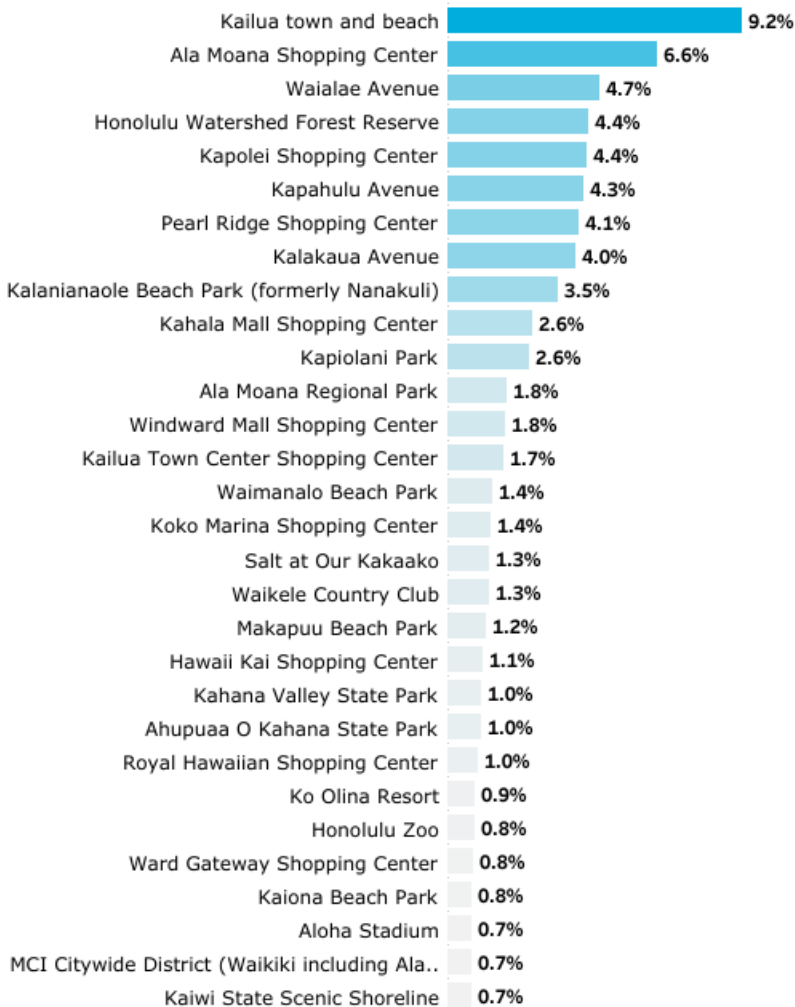 Kailua town and beach 9.2%
Ala Moana Shopping Center 6.6%
Waialae Avenue 4.7%
Honolulu Watershed Forest Reserve 4.4%
Kapolei Shopping Center 4.4%
Kapahulu Avenue 4.3%
Pearl Ridge Shopping Center 4.1%
Kalakaua Avenue 4.0%
Kalanianaole Beach Park (formerly Nanakuli) 3.5%
Kahala Mall Shopping Center 2.6%
Kapiolani Park 2.6%
Ala Moana Regional Park 1.8%
Windward Mall Shopping Center 1.8%
Kailua Town Center Shopping Center 1.7%
Waimanalo Beach Park 1.4%
Koko Marina Shopping Center 1.4%
Salt at Our Kakaako 1.3%
Waikele Country Club 1.3%
Makapuu Beach Park 1.2%
Hawaii Kai Shopping Center 1.1%
Kahana Valley State Park 1.0%
Ahupuaa O Kahana State Park 1.0%
Royal Hawaiian Shopping Center 1.0%
Ko Olina Resort 0.9%
Honolulu Zoo 0.8%
Ward Gateway Shopping Center 0.8%
Kaiona Beach Park 0.8%
Aloha Stadium 0.7%
MCI Citywide District (Waikiki including Ala.. 0.7%
Kaiwi State Scenic Shoreline 0.7%